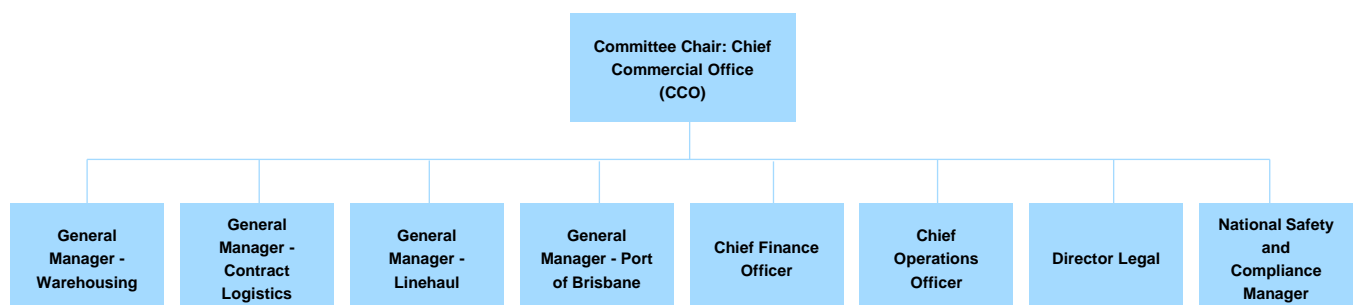 Committee Chair: Chief
Commercial Office
(CCO)
General
Manager -
Warehousing
General
Manager -
Contract
Logistics
General
Manager -
Linehaul
General
Manager - Port
of Brisbane
Chief Finance
Officer
Chief
Operations
Officer
Director Legal
National Safety
and
Compliance
Manager